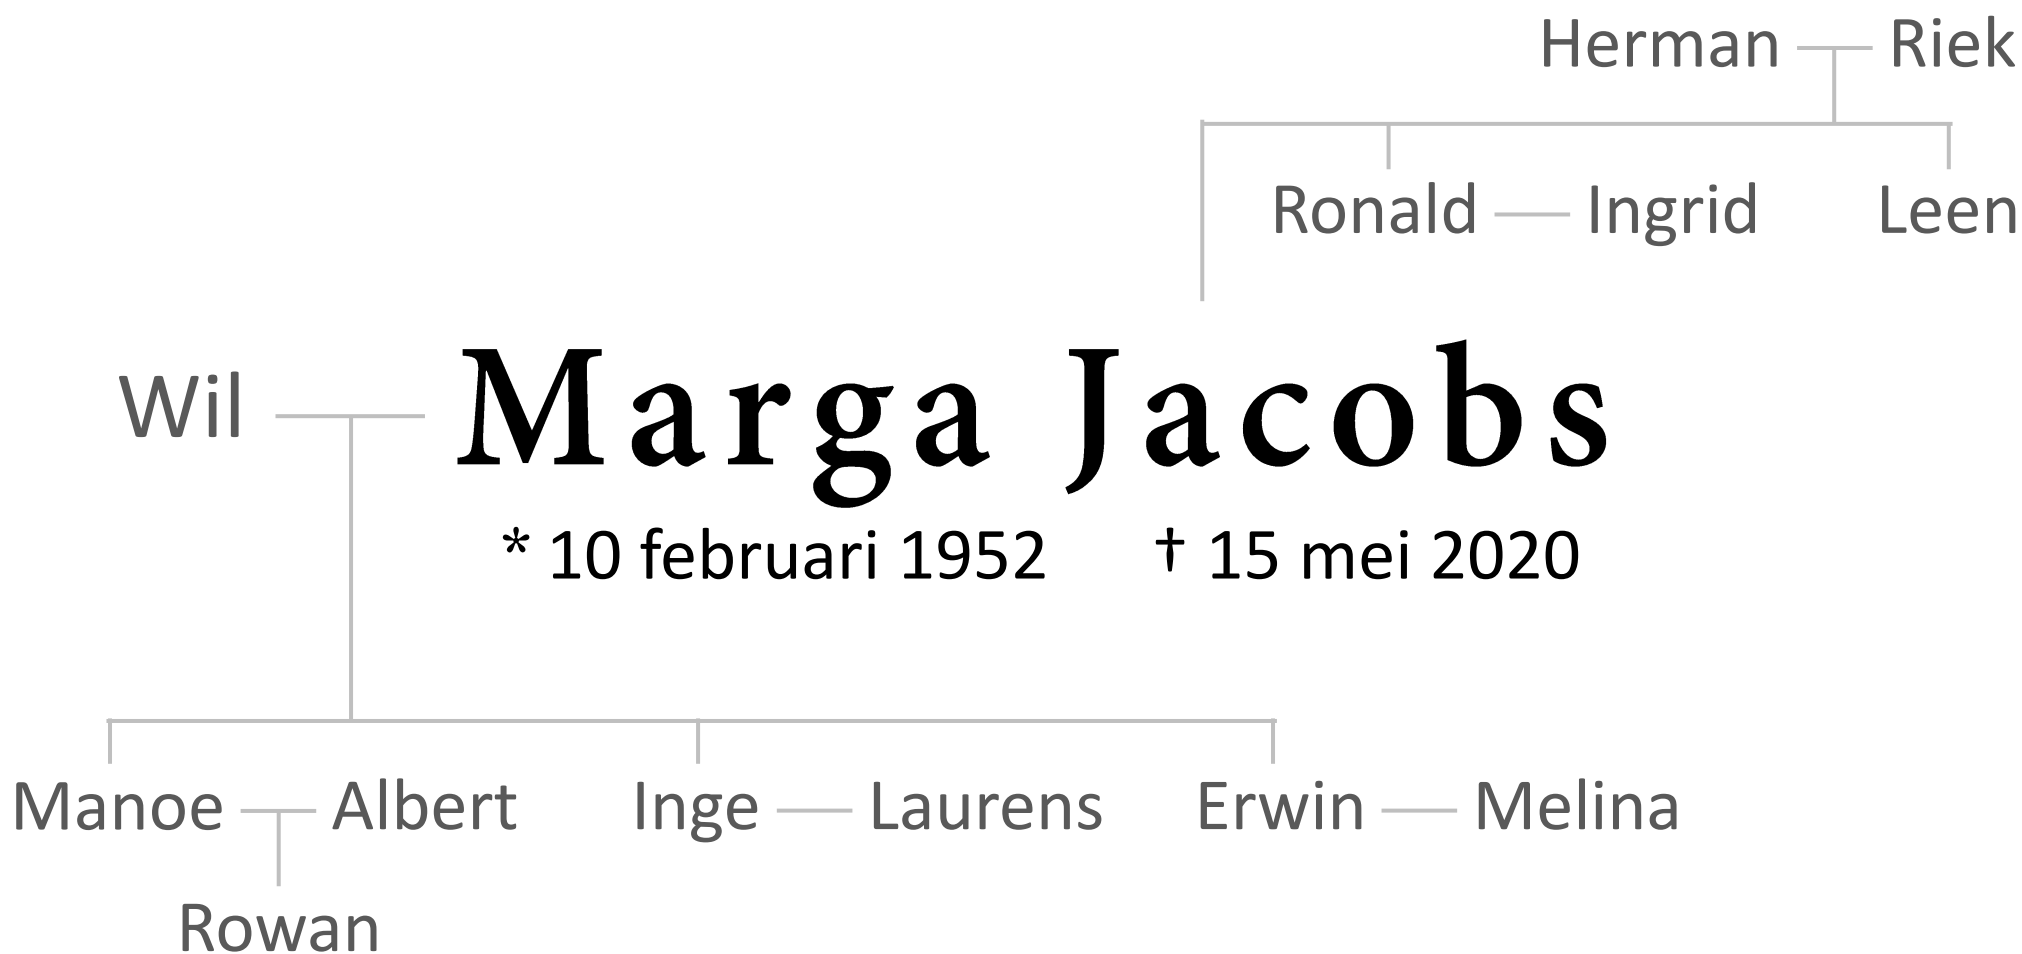 Herman Riek
Ronald Ingrid Leen
Wil Marga Jacobs
* 10 februari 1952 † 15 mei 2020
Manoe Albert Inge Laurens Erwin Melina
Rowan